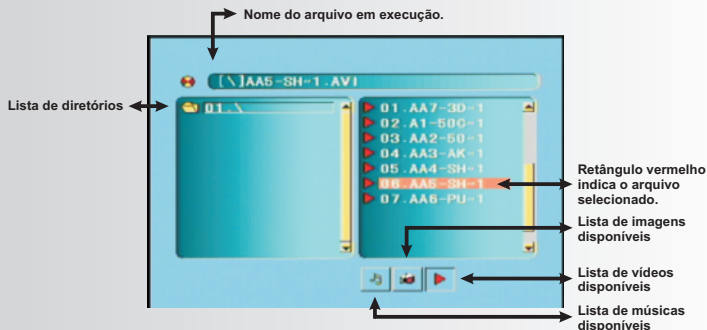 Nome do arquivo em execução.
[\]AA5-SH-1.AVI
Lista de diretórios
01.\
01.AA7-3D-1
02.A1-50C-1
03.AA2-50-1
04.AA3-AK-1
05.AA4-SH-1
06.AA5-SH-1
07.AA6-PU-1
Retângulo vermelho
indica o arquivo
selecionado.
Lista de imagens
disponíveis
Lista de vídeos
disponíveis
Lista de músicas
disponíveis